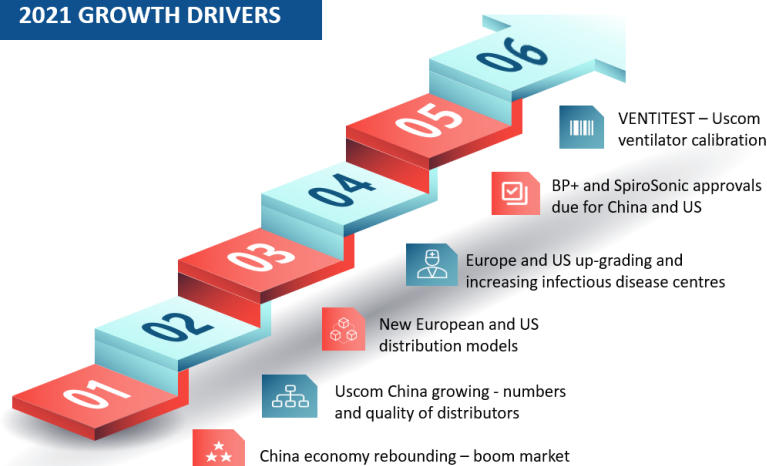 2021 GROWTH DRIVERS
06
05
04
03
02
01
VENTITEST – Uscom
ventilator calibration
BP+ and SpiroSonic approvals
due for China and US
Europe and US up-grading and
increasing infectious disease centres
New European and US
distribution models
Uscom China growing - numbers
and quality of distributors
China economy rebounding – boom market